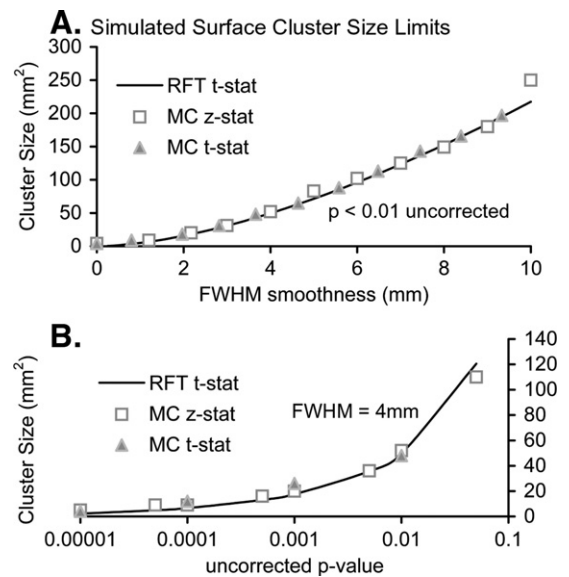 A. Simulated Surface Cluster Size Limits
300
250
200
150
100
50
0
Cluster Size (mm²)
RFT t-stat
MC z-stat
MC t-stat
p < 0.01 uncorrected
0 2 4 6 8 10
FWHM smoothness (mm)
B.
Cluster Size (mm²)
RFT t-stat
MC z-stat
MC t-stat
FWHM = 4mm
140
120
100
80
60
40
20
0
0.00001 0.0001 0.001 0.01 0.1
uncorrected p-value